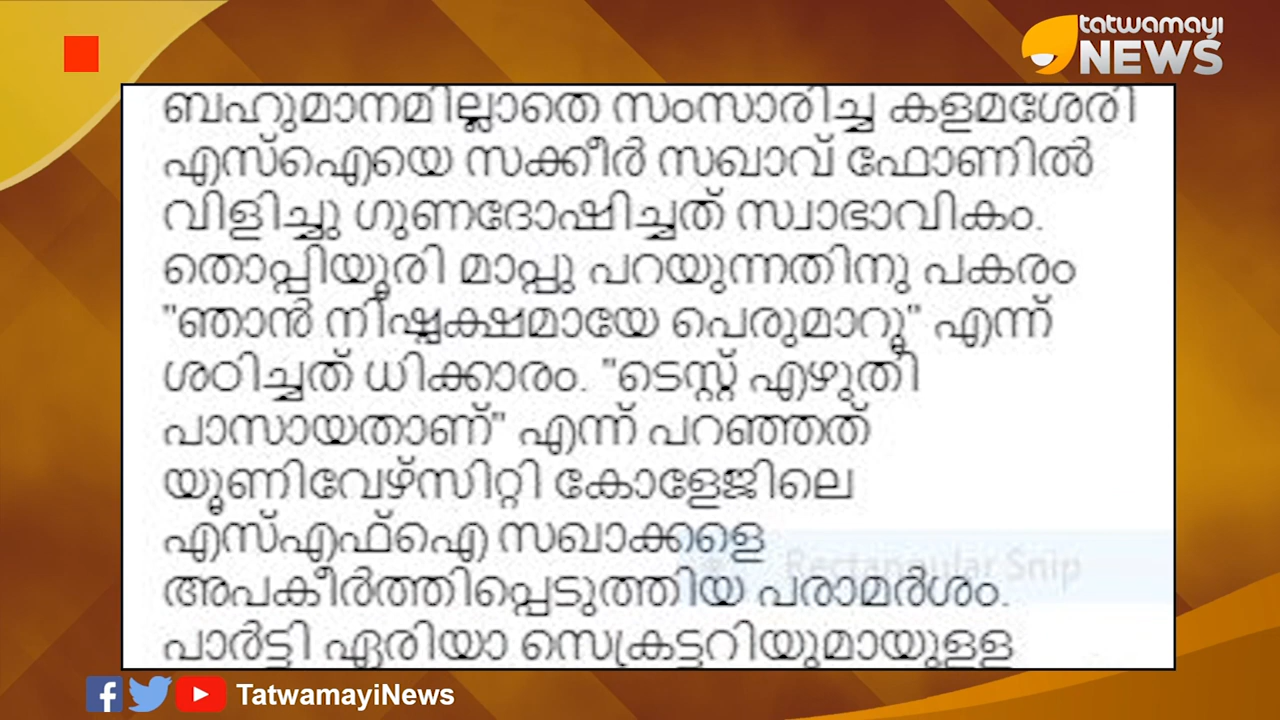 tatwamayi
NEWS
ബഹുമാനമില്ലാതെ സംസാരിച്ച കളമശേരി
എസ്ഐയെ സക്കീർ സഖാവ് ഫോണിൽ
വിളിച്ചു ഗുണദോഷിച്ചത് സ്വാഭാവികം.
തൊപ്പിയൂരി മാപ്പു പറയുന്നതിനു പകരം
"ഞാൻ നിഷ്പക്ഷമായേ പെരുമാറൂ" എന്ന്
ശഠിച്ചത് ധിക്കാരം. "ടെസ്റ്റ് എഴുതി
പാസായതാണ്" എന്ന് പറഞ്ഞത്
യൂണിവേഴ്സിറ്റി കോളേജിലെ
എസ്എഫ്ഐ സഖാക്കളെ
Rectangular Snip
അപകീർത്തിപ്പെടുത്തിയ പരാമർശം.
പാർട്ടി ഏരിയാ സെക്രട്ടറിയുമായുള്ള
TatwamayiNews